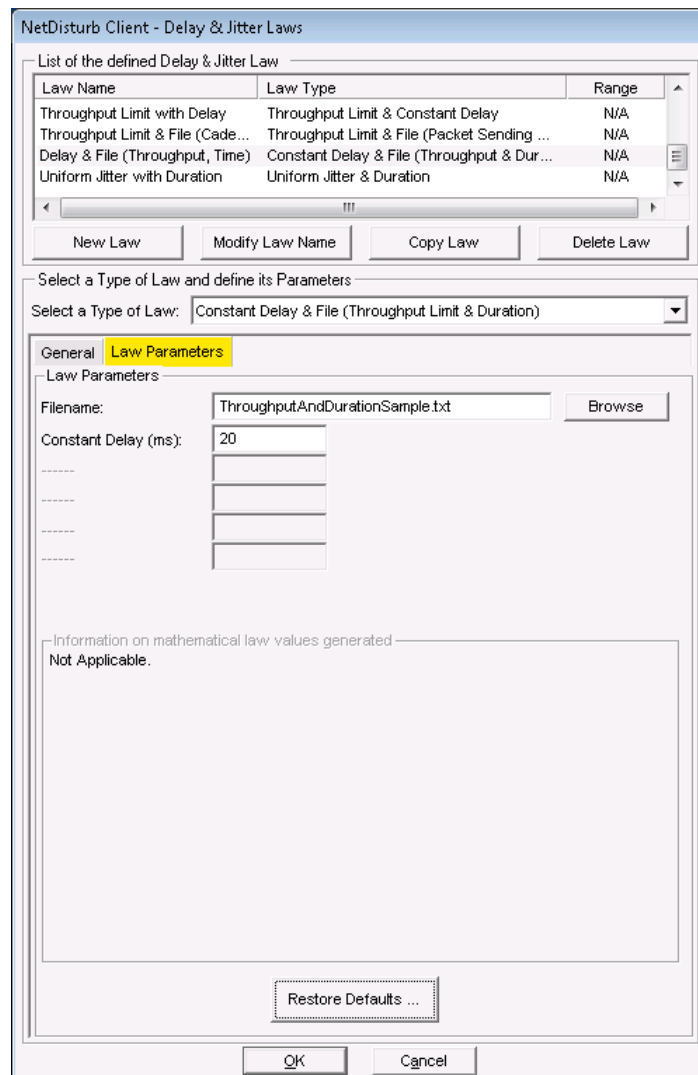 NetDisturb Client - Delay & Jitter Laws
List of the defined Delay & Jitter Law
Law Name Law Type Range
Throughput Limit with Delay Throughput Limit & Constant Delay N/A
Throughput Limit & File (Cade... Throughput Limit & File (Packet Sending ... N/A
Delay & File (Throughput, Time) Constant Delay & File (Throughput & Dur... N/A
Uniform Jitter with Duration Uniform Jitter & Duration N/A
New Law Modify Law Name Copy Law Delete Law
Select a Type of Law and define its Parameters
Select a Type of Law: Constant Delay & File (Throughput Limit & Duration)
General Law Parameters
Law Parameters
Filename: ThroughputAndDurationSample.txt Browse
Constant Delay (ms): 20
------
------
------
------
Information on mathematical law values generated
Not Applicable.
Restore Defaults ...
OK Cancel